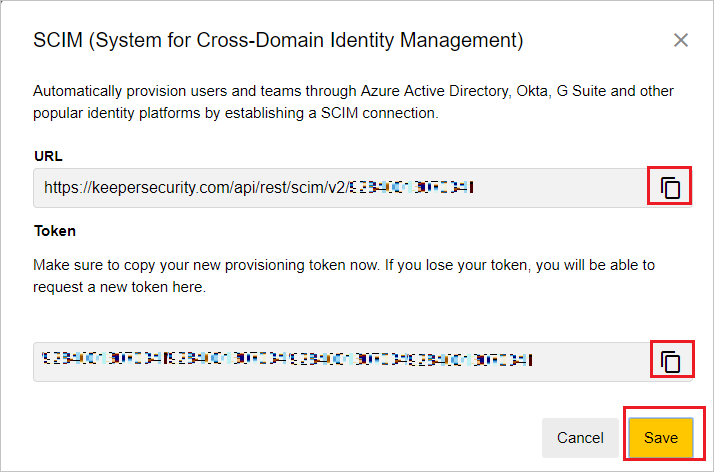 SCIM (System for Cross-Domain Identity Management)
Automatically provision users and teams through Azure Active Directory, Okta, G Suite and other
popular identity platforms by establishing a SCIM connection.
URL
https://keepersecurity.com/api/rest/scim/v2/
Token
Make sure to copy your new provisioning token now. If you lose your token, you will be able to
request a new token here.
Cancel
Save